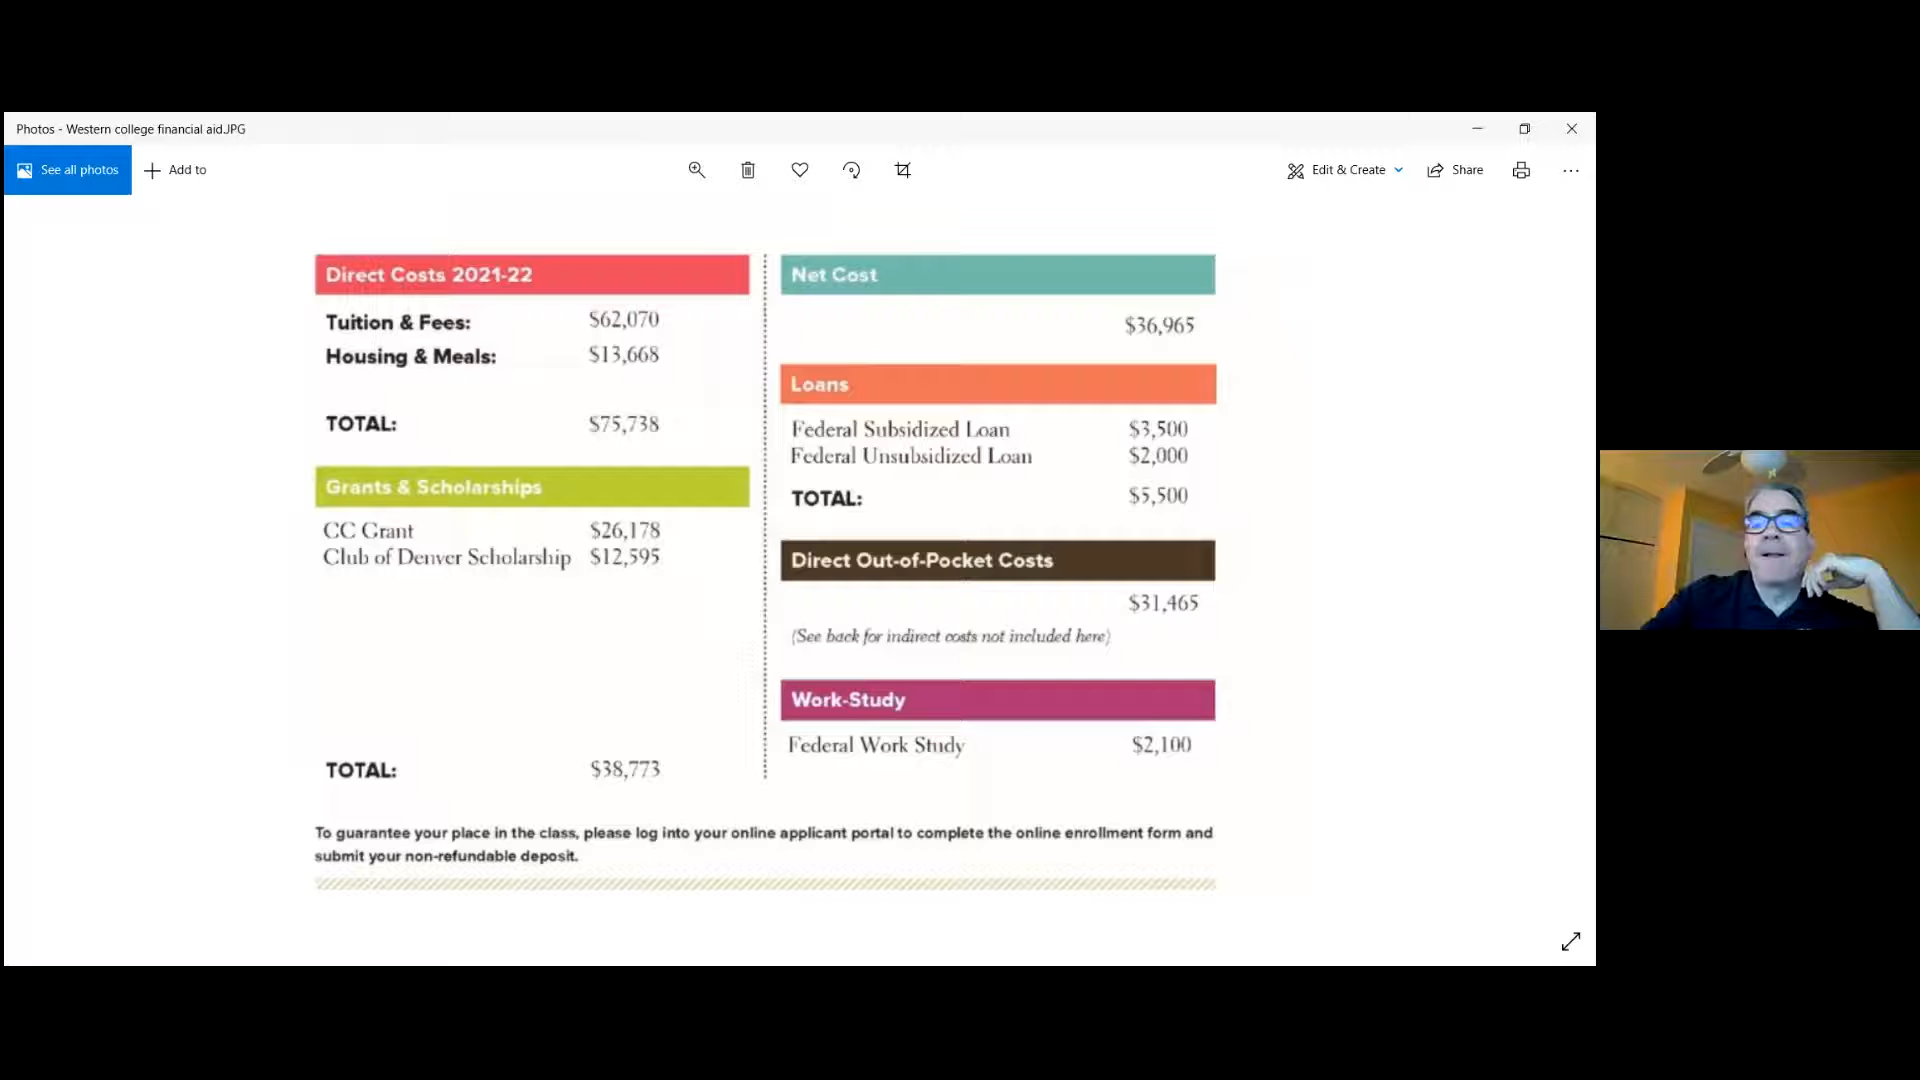 Photos - Western college financial aid.JPG
See all photos
Add to
Edit & Create
Share
Direct Costs 2021-22
Tuition & Fees: $62,070
Housing & Meals: $13,668
TOTAL: $75,738
Grants & Scholarships
CC Grant $26,178
Club of Denver Scholarship $12,595
TOTAL: $38,773
Net Cost
$36,965
Loans
Federal Subsidized Loan $3,500
Federal Unsubsidized Loan $2,000
TOTAL: $5,500
Direct Out-of-Pocket Costs
$31,465
(See back for indirect costs not included here)
Work-Study
Federal Work Study $2,100
To guarantee your place in the class, please log into your online applicant portal to complete the online enrollment form and
submit your non-refundable deposit.